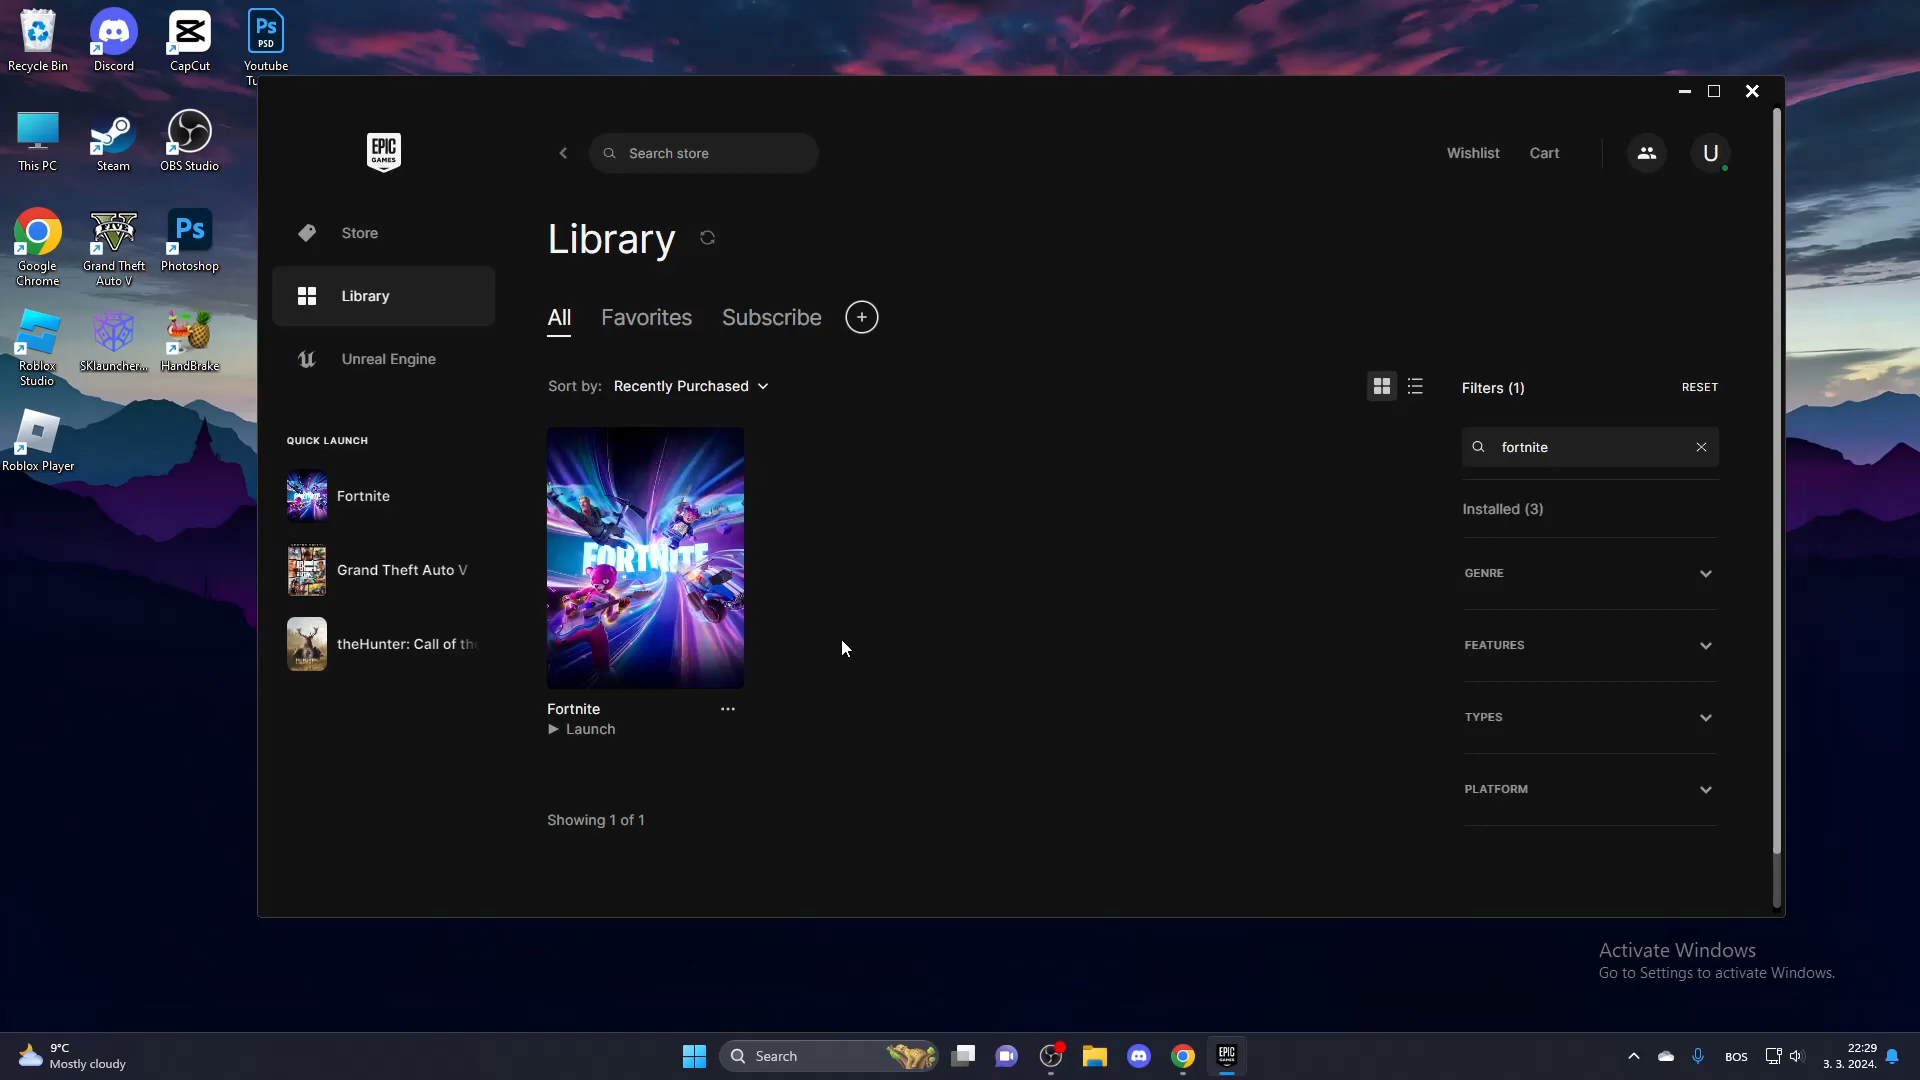 Recycle Bin
Discord
CapCut
Ps
PSD
Youtube
Tu...
This PC
Steam
OBS Studio
Google
Chrome
FIVE
Grand Theft
Auto V
Ps
Photoshop
Roblox
Studio
SKlauncher...
HandBrake
Roblox Player
EPIC
GAMES
Search store
Wishlist
Cart
U
Store
Library
Unreal Engine
QUICK LAUNCH
Fortnite
Grand Theft Auto V
theHunter: Call of the
Library
All
Favorites
Subscribe
+
Sort by: Recently Purchased
FORTNITE
Fortnite
...
Launch
Showing 1 of 1
Filters (1)
RESET
fortnite
Installed (3)
GENRE
FEATURES
TYPES
PLATFORM
Activate Windows
Go to Settings to activate Windows.
9°C
Mostly cloudy
Search
EPIC
GAMES
BOS
22:29
3. 3. 2024.